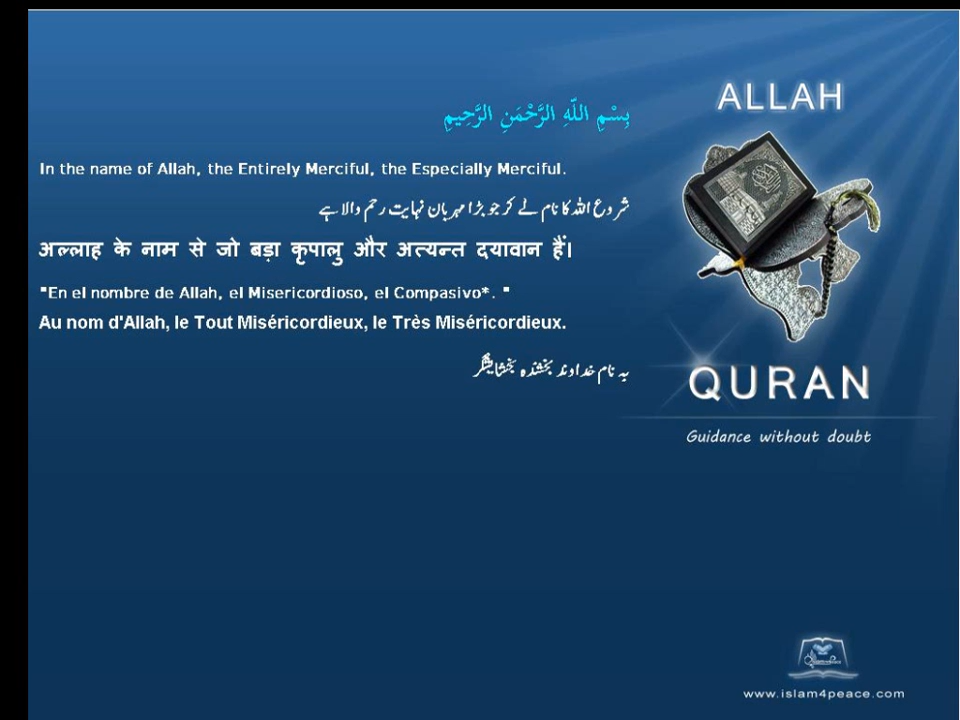 بِسْمِ اللَّهِ الرَّحْمَنِ الرَّحِيمِ
In the name of Allah, the Entirely Merciful, the Especially Merciful.
شروع الله کا نام لے کر جو بڑا مہربان نہایت رحم والا ہے
अल्लाह के नाम से जो बड़ा कृपालु और अत्यन्त दयावान हैं।
"En el nombre de Allah, el Misericordioso, el Compasivo*. "
Au nom d'Allah, le Tout Miséricordieux, le Très Miséricordieux.
به نام خداوند بخشنده بخشایشگر
ALLAH
QURAN
Guidance without doubt
www.islam4peace.com